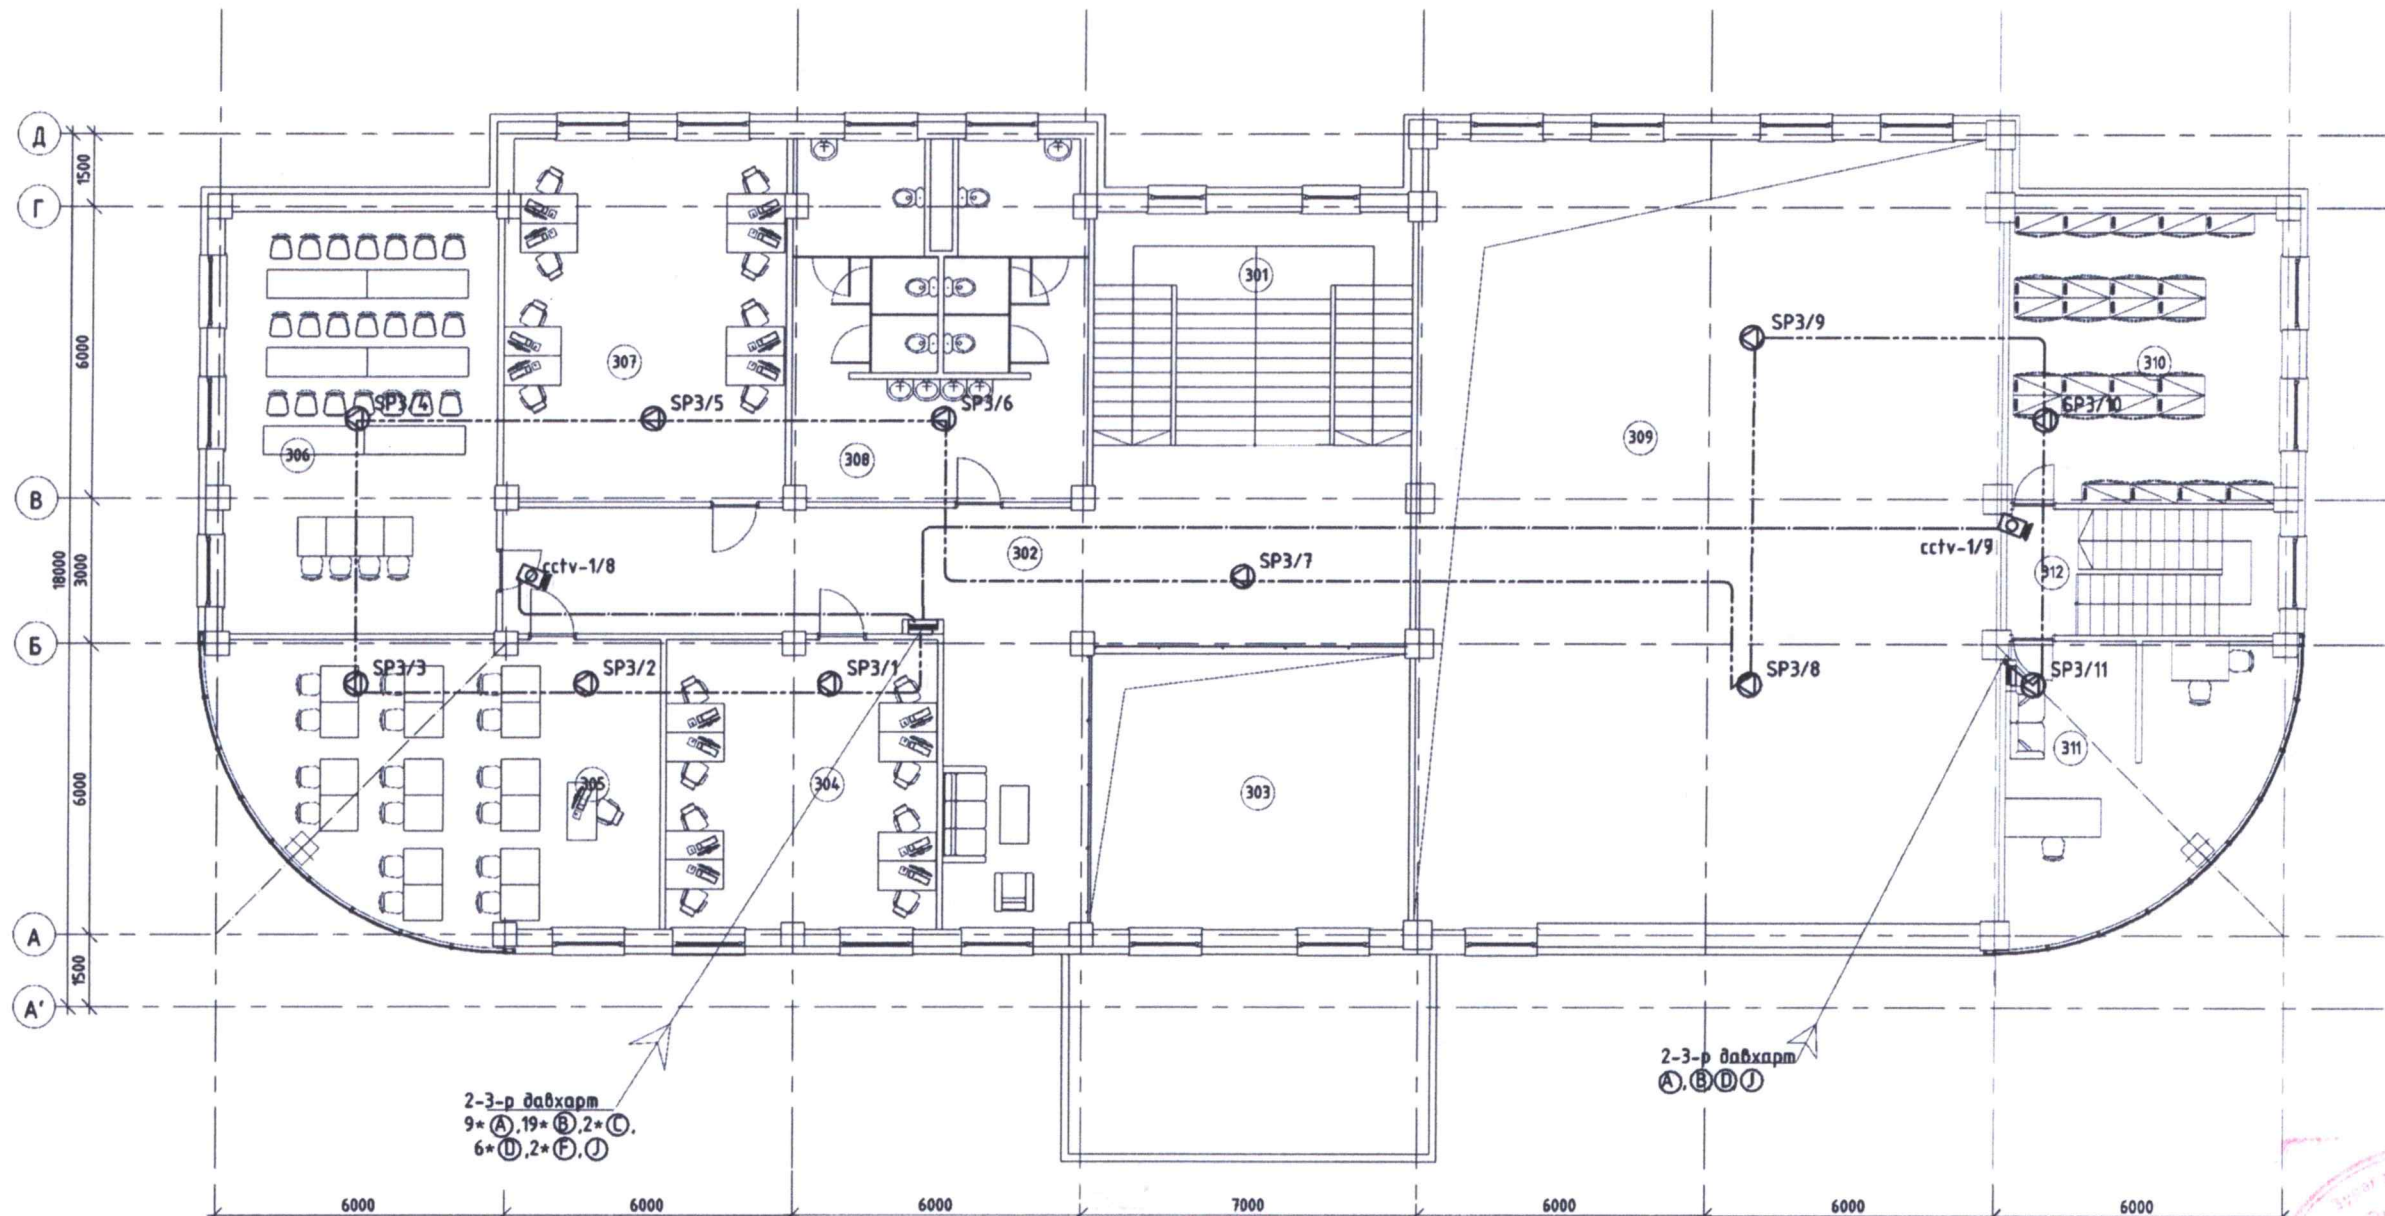 Д
1500
Г
301
SP3/9
6000
307
310
SP3/4
SP3/5
SP3/6
SP3/10
309
306
308
В
302
cctv-1/9
18000
3000
cctv-1/8
SP3/7
312
Б
SP3/3
SP3/2
SP3/1
SP3/8
SP3/11
311
6000
305
304
303
А
1500
А'
2-3-р давхарт
A, B D J
2-3-р давхарт
9* A, 19* B, 2* C,
6* D, 2* F, J
6000 6000 6000 7000 6000 6000 6000